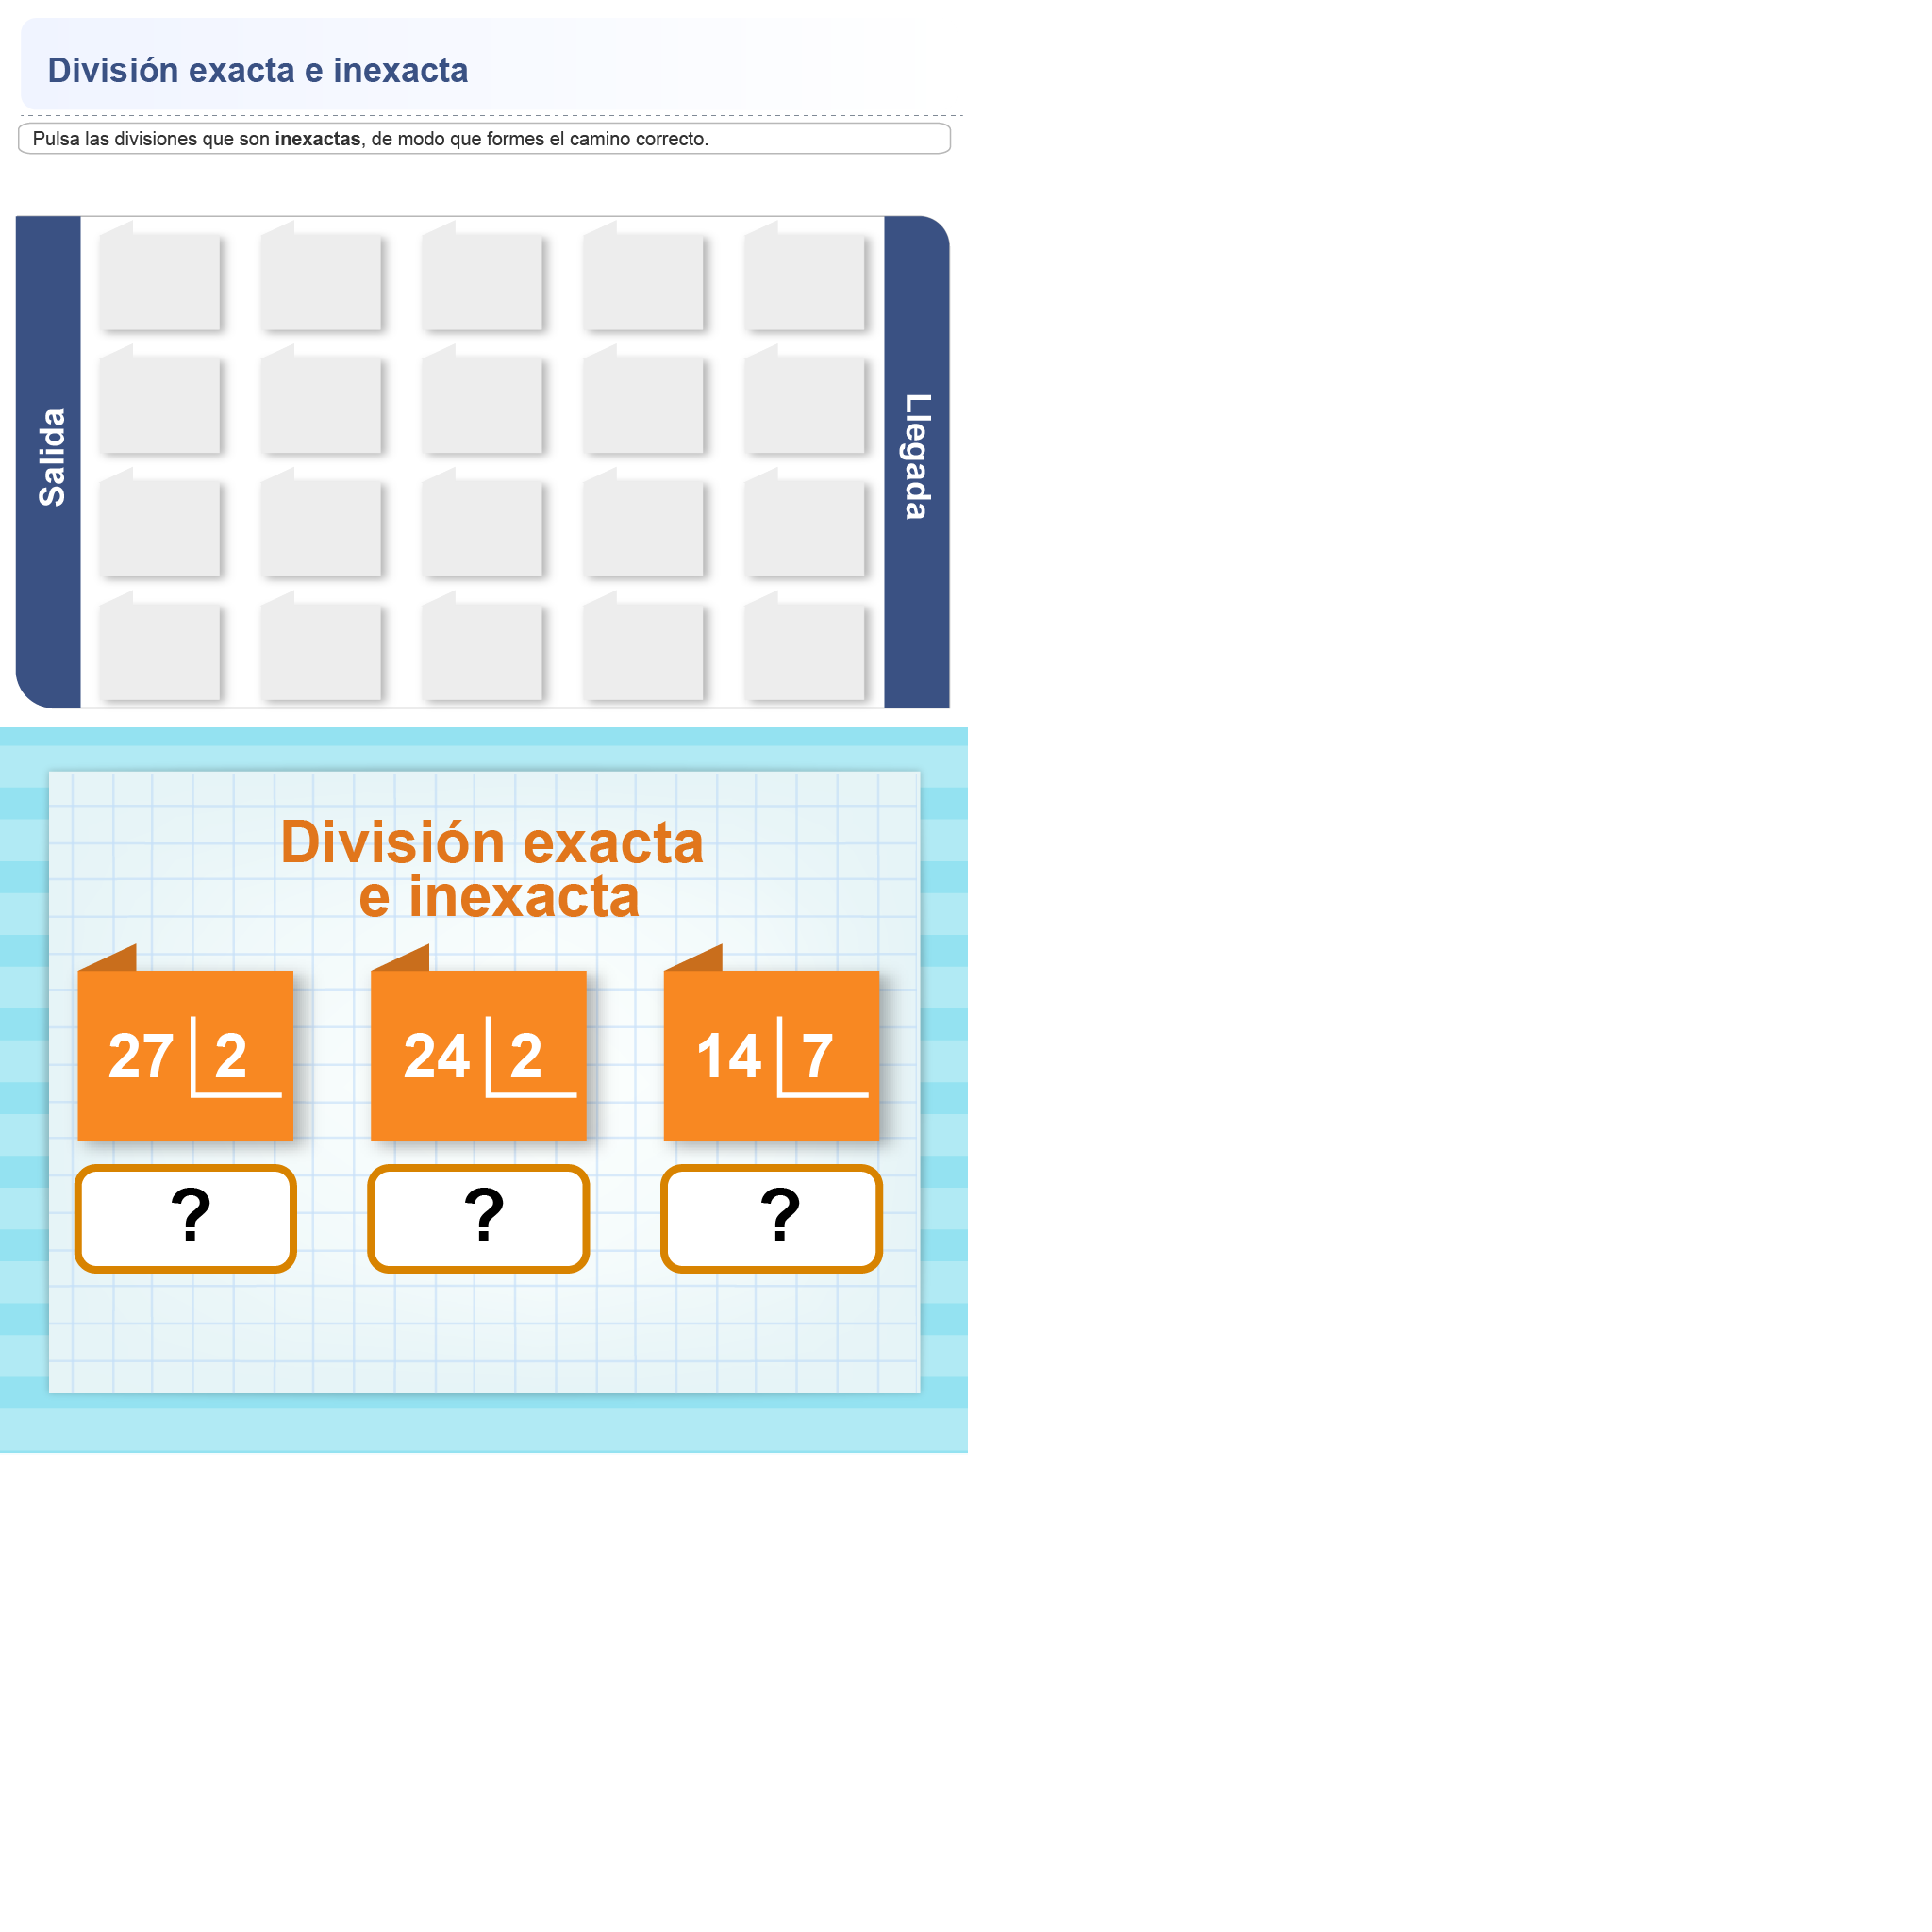 División exacta e inexacta
Pulsa las divisiones que son inexactas, de modo que formes el camino correcto.
Salida
Llegada
División exacta
e inexacta
27 2
24 2
14 7
?
?
?